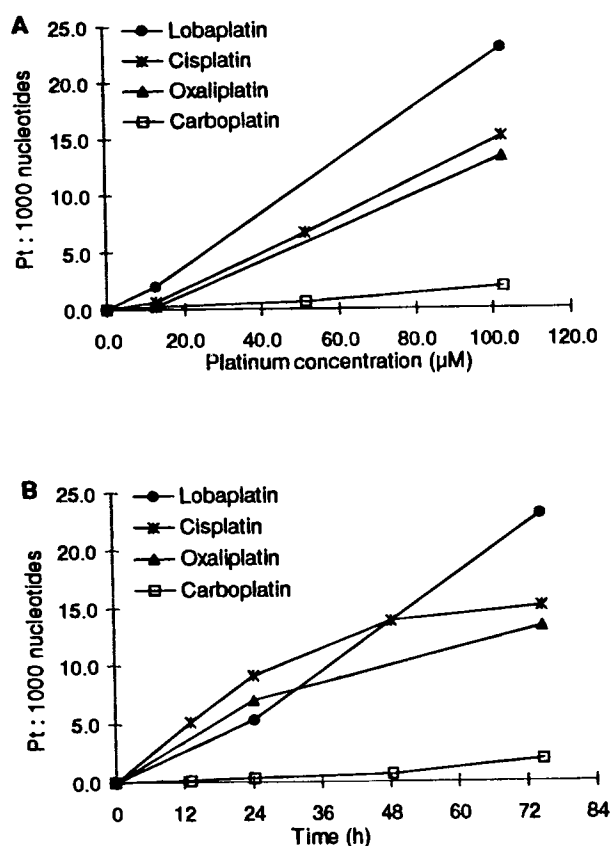 A
25.0
20.0
15.0
10.0
5.0
0.0
Pt : 1000 nucleotides
Lobaplatin
Cisplatin
Oxaliplatin
Carboplatin
0.0 20.0 40.0 60.0 80.0 100.0 120.0
Platinum concentration (µM)
B
25.0
20.0
15.0
10.0
5.0
0.0
Pt : 1000 nucleotides
Lobaplatin
Cisplatin
Oxaliplatin
Carboplatin
0 12 24 36 48 60 72 84
Time (h)